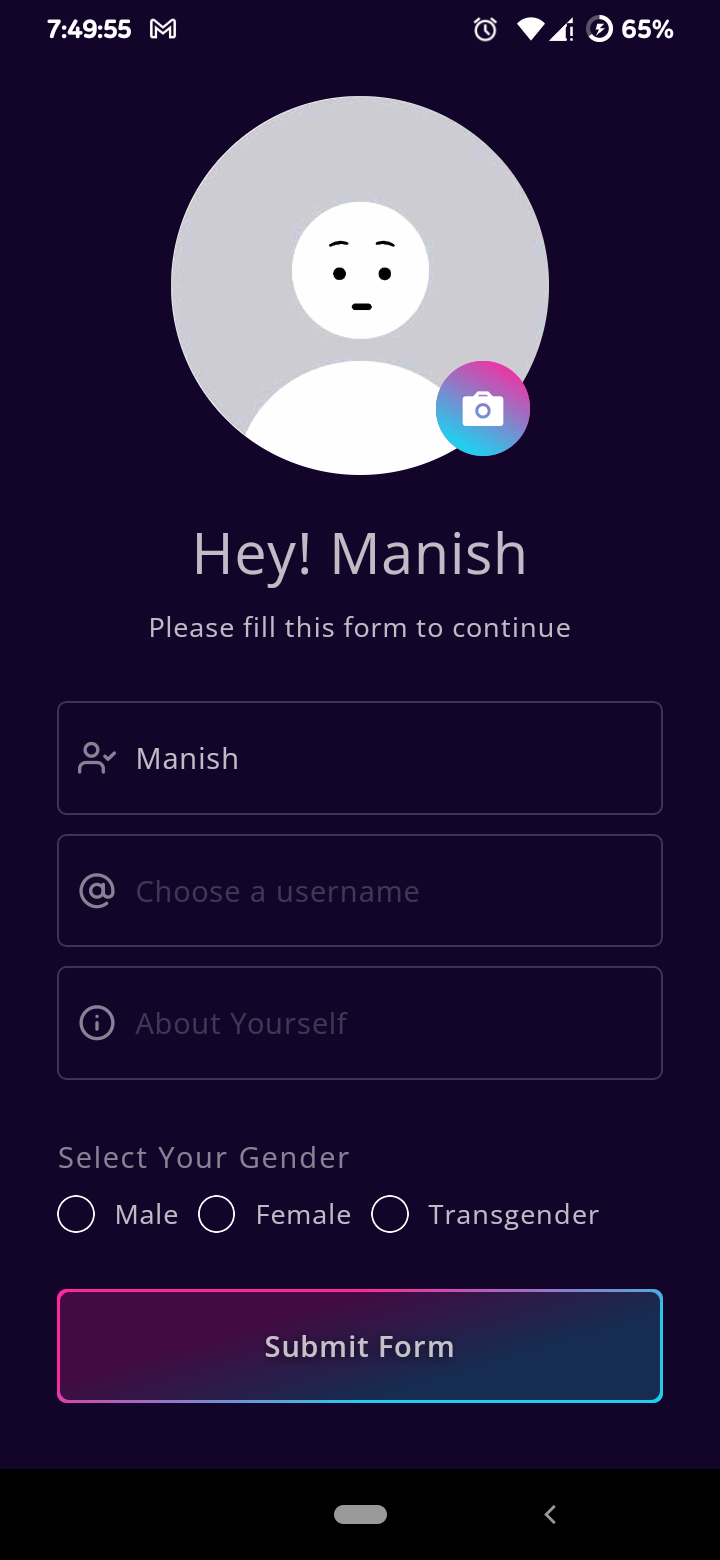 7:49:55 65%
Hey! Manish
Please fill this form to continue
Manish
Choose a username
About Yourself
Select Your Gender
Male Female Transgender
Submit Form